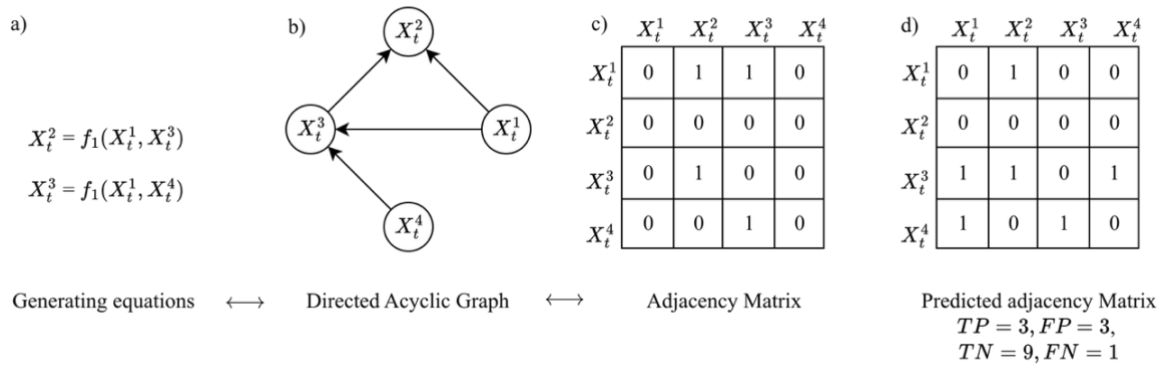 a)
X_t^2 = f_1(X_t^1, X_t^3)
X_t^3 = f_1(X_t^1, X_t^4)
Generating equations
⟷
b)
X_t^2
X_t^3 X_t^1
X_t^4
Directed Acyclic Graph
⟷
c) X_t^1 X_t^2 X_t^3 X_t^4
X_t^1 0 1 1 0
X_t^2 0 0 0 0
X_t^3 0 1 0 0
X_t^4 0 0 1 0
Adjacency Matrix
d) X_t^1 X_t^2 X_t^3 X_t^4
X_t^1 0 1 0 0
X_t^2 0 0 0 0
X_t^3 1 1 0 1
X_t^4 1 0 1 0
Predicted adjacency Matrix
TP = 3, FP = 3,
TN = 9, FN = 1